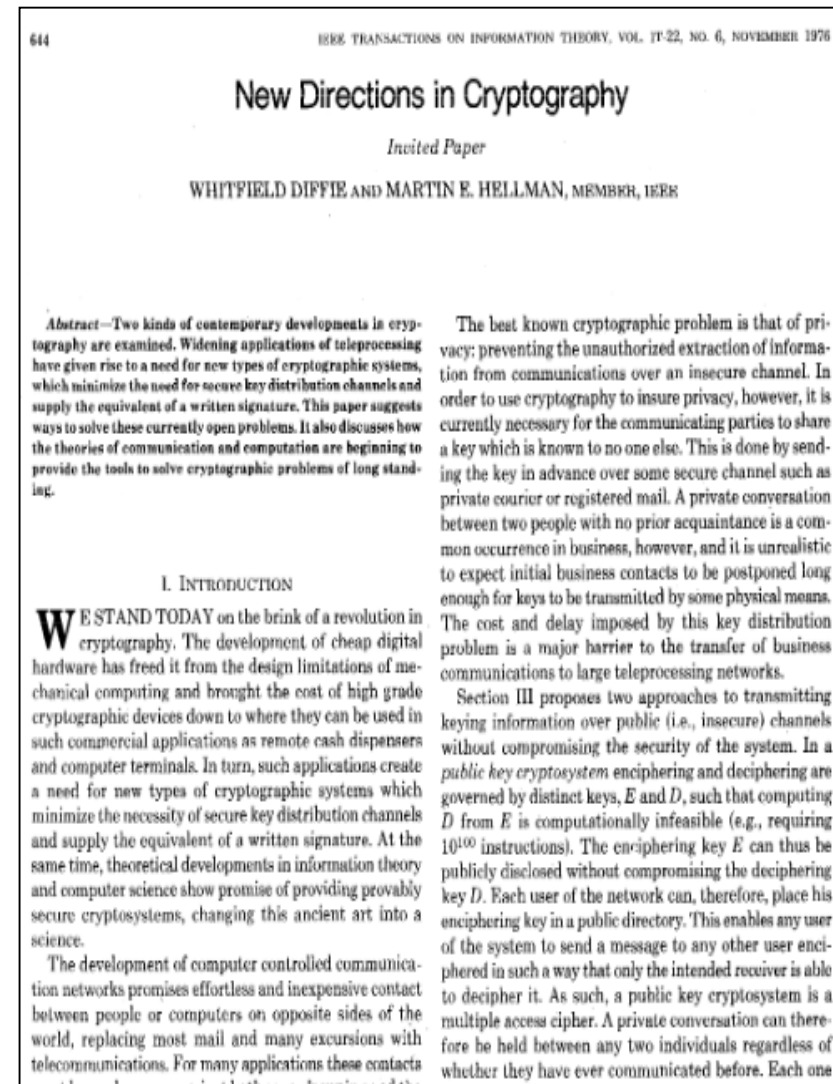 644
IEEE TRANSACTIONS ON INFORMATION THEORY, VOL. IT-22, NO. 6, NOVEMBER 1976
New Directions in Cryptography
Invited Paper
WHITFIELD DIFFIE AND MARTIN E. HELLMAN, MEMBER, IEEE
Abstract—Two kinds of contemporary developments in cryp-
tography are examined. Widening applications of teleprocessing
have given rise to a need for new types of cryptographic systems,
which minimize the need for secure key distribution channels and
supply the equivalent of a written signature. This paper suggests
ways to solve these currently open problems. It also discusses how
the theories of communication and computation are beginning to
provide the tools to solve cryptographic problems of long stand-
ing.
I. INTRODUCTION
WE STAND TODAY on the brink of a revolution in
cryptography. The development of cheap digital
hardware has freed it from the design limitations of me-
chanical computing and brought the cost of high grade
cryptographic devices down to where they can be used in
such commercial applications as remote cash dispensers
and computer terminals. In turn, such applications create
a need for new types of cryptographic systems which
minimize the necessity of secure key distribution channels
and supply the equivalent of a written signature. At the
same time, theoretical developments in information theory
and computer science show promise of providing provably
secure cryptosystems, changing this ancient art into a
science.
The development of computer controlled communica-
tion networks promises effortless and inexpensive contact
between people or computers on opposite sides of the
world, replacing most mail and many excursions with
telecommunications. For many applications these contacts
The best known cryptographic problem is that of pri-
vacy: preventing the unauthorized extraction of informa-
tion from communications over an insecure channel. In
order to use cryptography to insure privacy, however, it is
currently necessary for the communicating parties to share
a key which is known to no one else. This is done by send-
ing the key in advance over some secure channel such as
private courier or registered mail. A private conversation
between two people with no prior acquaintance is a com-
mon occurrence in business, however, and it is unrealistic
to expect initial business contacts to be postponed long
enough for keys to be transmitted by some physical means.
The cost and delay imposed by this key distribution
problem is a major barrier to the transfer of business
communications to large teleprocessing networks.
Section III proposes two approaches to transmitting
keying information over public (i.e., insecure) channels
without compromising the security of the system. In a
public key cryptosystem enciphering and deciphering are
governed by distinct keys, E and D, such that computing
D from E is computationally infeasible (e.g., requiring
10¹⁰⁰ instructions). The enciphering key E can thus be
publicly disclosed without compromising the deciphering
key D. Each user of the network can, therefore, place his
enciphering key in a public directory. This enables any user
of the system to send a message to any other user enci-
phered in such a way that only the intended receiver is able
to decipher it. As such, a public key cryptosystem is a
multiple access cipher. A private conversation can there-
fore be held between any two individuals regardless of
whether they have ever communicated before. Each one